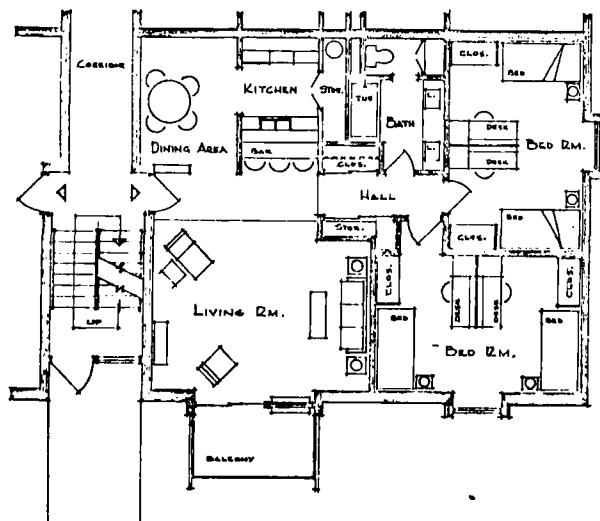 CORRIDOR
CLOS.
BED
KITCHEN
STOR.
TUB
L.
BATH
DESK
BED RM.
DINING AREA
BAR
CLOS.
L.
DESK
HALL
STOR.
BED
CLOS.
CLOS.
CLOS.
UP
LIVING RM.
DESK
DESK
BED
BED
BED RM.
BALCONY